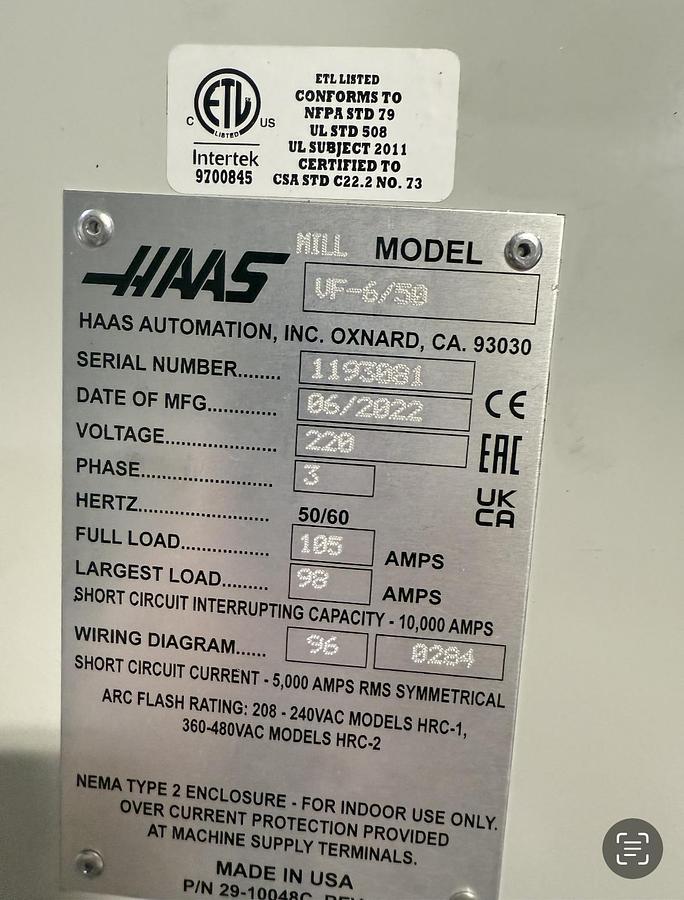 ETL LISTED
CONFORMS TO
NFPA STD 79
UL STD 508
UL SUBJECT 2011
CERTIFIED TO
CSA STD C22.2 NO. 73
C ETL US
LISTED
Intertek
9700845
HAAS MILL MODEL
VF-6/50
HAAS AUTOMATION, INC. OXNARD, CA. 93030
SERIAL NUMBER........ 1193081
DATE OF MFG............. 06/2022
VOLTAGE..................... 220
PHASE......................... 3
HERTZ......................... 50/60
FULL LOAD................. 105 AMPS
LARGEST LOAD........ 98 AMPS
CE
EAC
UK
CA
SHORT CIRCUIT INTERRUPTING CAPACITY - 10,000 AMPS
WIRING DIAGRAM...... 96 0284
SHORT CIRCUIT CURRENT - 5,000 AMPS RMS SYMMETRICAL
ARC FLASH RATING: 208 - 240VAC MODELS HRC-1,
360-480VAC MODELS HRC-2
NEMA TYPE 2 ENCLOSURE - FOR INDOOR USE ONLY.
OVER CURRENT PROTECTION PROVIDED
AT MACHINE SUPPLY TERMINALS.
MADE IN USA
P/N 29-10048C